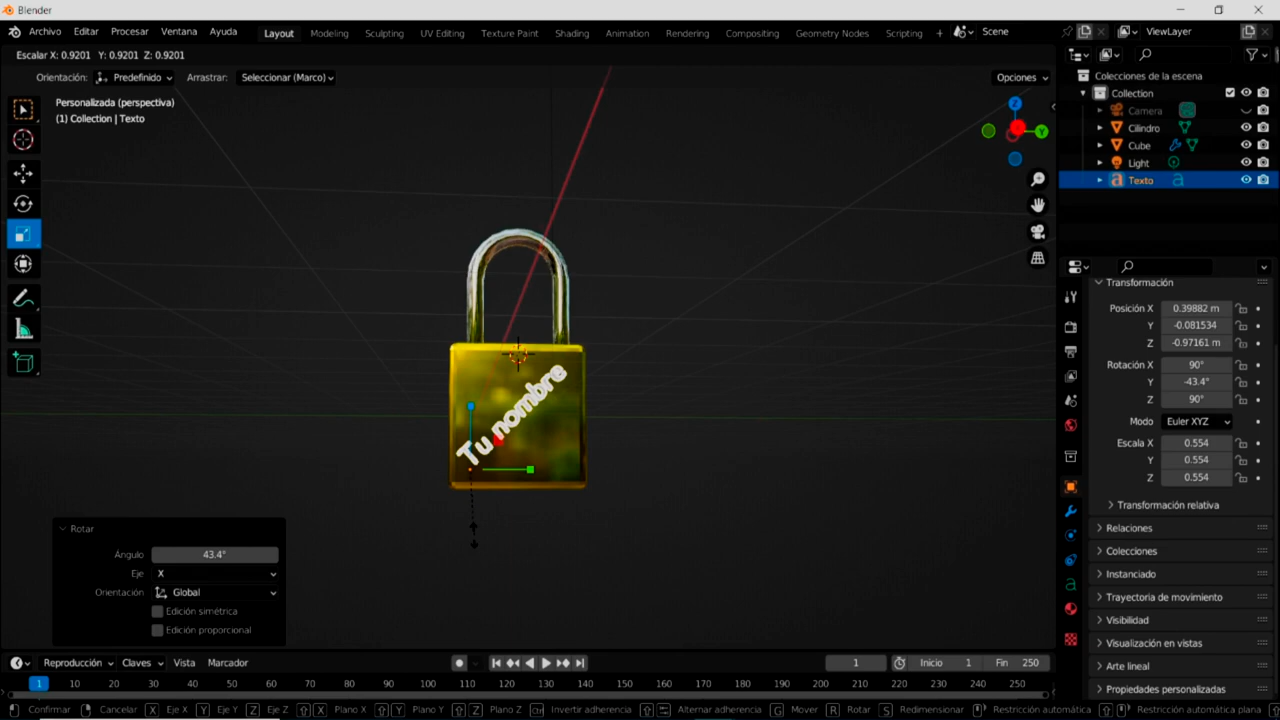 Blender
Archivo Editar Procesar Ventana Ayuda Layout Modeling Sculpting UV Editing Texture Paint Shading Animation Rendering Compositing Geometry Nodes Scripting + Scene ViewLayer
Escalar X: 0.9201 Y: 0.9201 Z: 0.9201
Orientación: Predefinido Arrastrar: Seleccionar (Marco) Opciones
Personalizada (perspectiva)
(1) Collection | Texto
Z
Y
Tu nombre
Rotar
Ángulo 43.4°
Eje X
Orientación Global
Edición simétrica
Edición proporcional
Colecciones de la escena
Collection
Camera
Cilindro
Cube
Light
Texto
Transformación
Posición X 0.39882 m
Y -0.081534
Z -0.97161 m
Rotación X 90°
Y -43.4°
Z 90°
Modo Euler XYZ
Escala X 0.554
Y 0.554
Z 0.554
Transformación relativa
Relaciones
Colecciones
Instanciado
Trayectoria de movimiento
Visibilidad
Visualización en vistas
Arte lineal
Propiedades personalizadas
Reproducción Claves Vista Marcador 1 Inicio 1 Fin 250
1 10 20 30 40 50 60 70 80 90 100 110 120 130 140 150 160 170 180 190 200 210 220 230 240 250
Confirmar Cancelar X Eje X Y Eje Y Z Eje Z X Plano X Y Plano Y Z Plano Z Ctrl Invertir adherencia Alternar adherencia G Mover R Rotar S Redimensionar Restricción automática Restricción automática plana